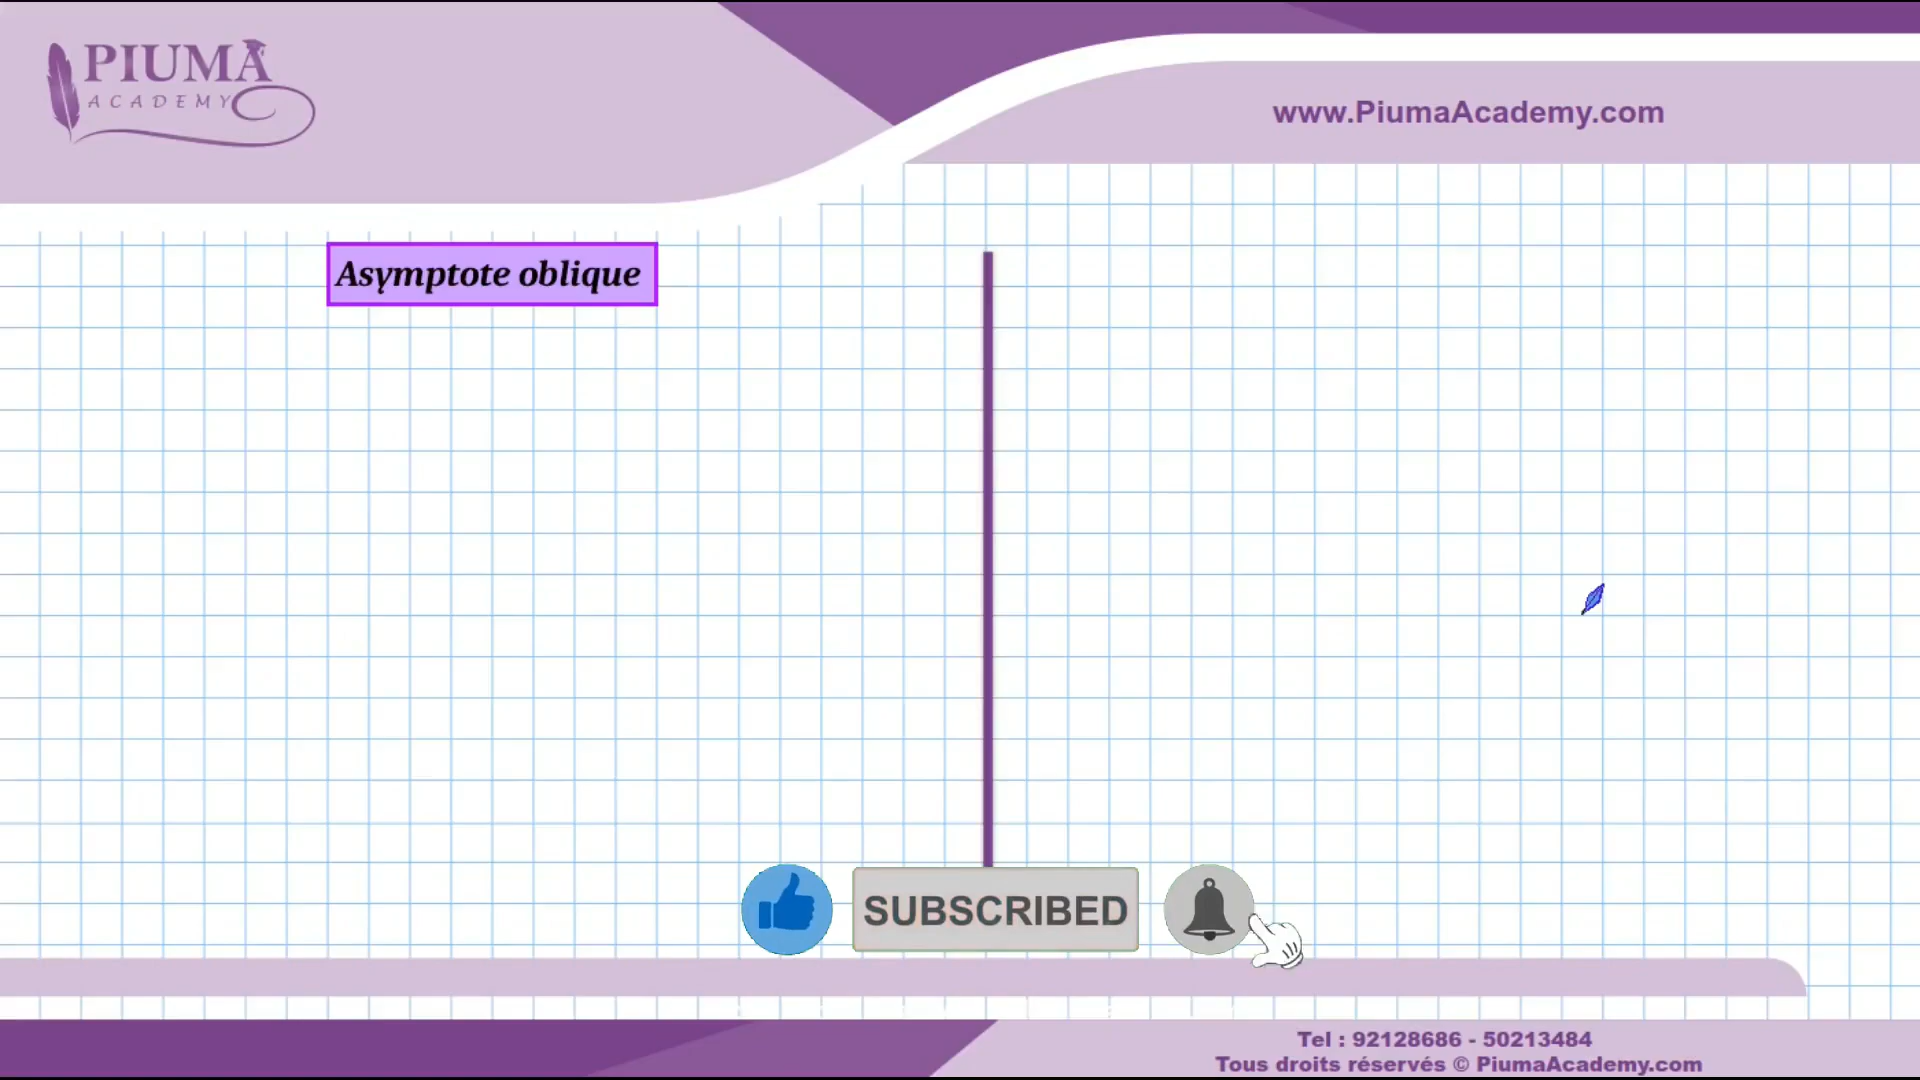 PIUMA
ACADEMY
www.PiumaAcademy.com
Asymptote oblique
SUBSCRIBED
Tel : 92128686 - 50213484
Tous droits réservés © PiumaAcademy.com